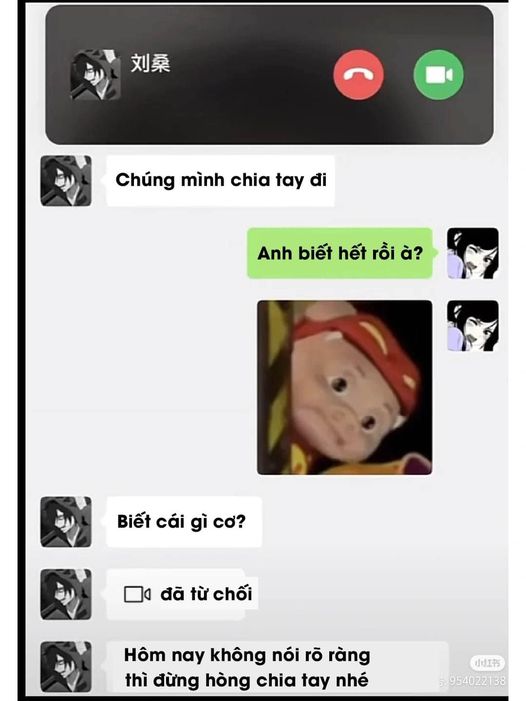 刘桑
Chúng mình chia tay đi
Anh biết hết rồi à?
Biết cái gì cơ?
đã từ chối
Hôm nay không nói rõ ràng
thì đừng hòng chia tay nhé
小红书
954022138